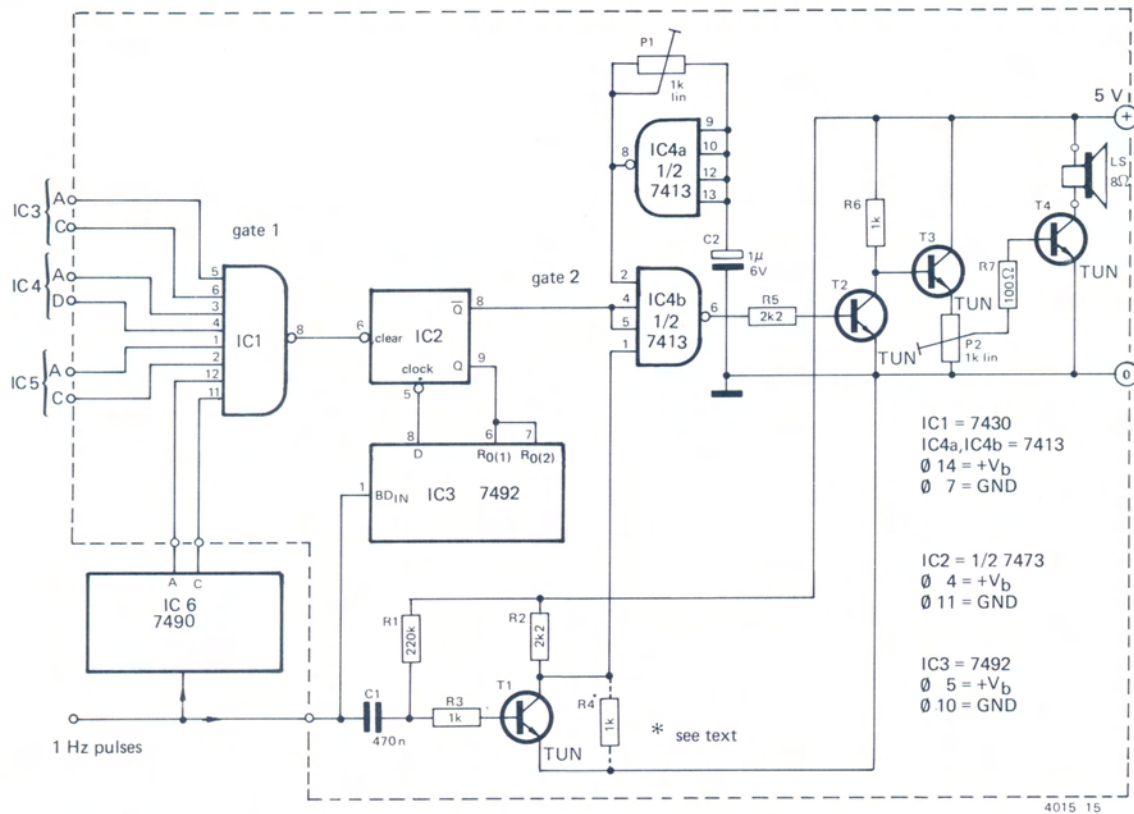 P1
1k
lin
5 V
+
9
8
10
IC4a
1/2
7413
12
13
LS
8Ω
A
IC3
C
gate 1
R6
1k
T3
T4
C2
1μ
6V
R7
100Ω
TUN
5
6
3
4
1
2
12
11
A
IC4
D
A
IC5
C
IC1
8
6
clear
IC2
Q̅
8
Q
9
clock
5
gate 2
2
4
5
1
IC4b
1/2
7413
6
R5
2k2
T2
TUN
TUN
P2
1k lin
0
8
D
6
R0(1)
7
R0(2)
1
BDIN
IC3 7492
IC1 = 7430
IC4a,IC4b = 7413
Ø 14 = +Vb
Ø 7 = GND
A C
IC 6
7490
IC2 = 1/2 7473
Ø 4 = +Vb
Ø 11 = GND
R1
220k
R2
2k2
C1
470n
R3
1k
T1
TUN
R4*
1k
* see text
IC3 = 7492
Ø 5 = +Vb
Ø 10 = GND
1 Hz pulses
4015 15